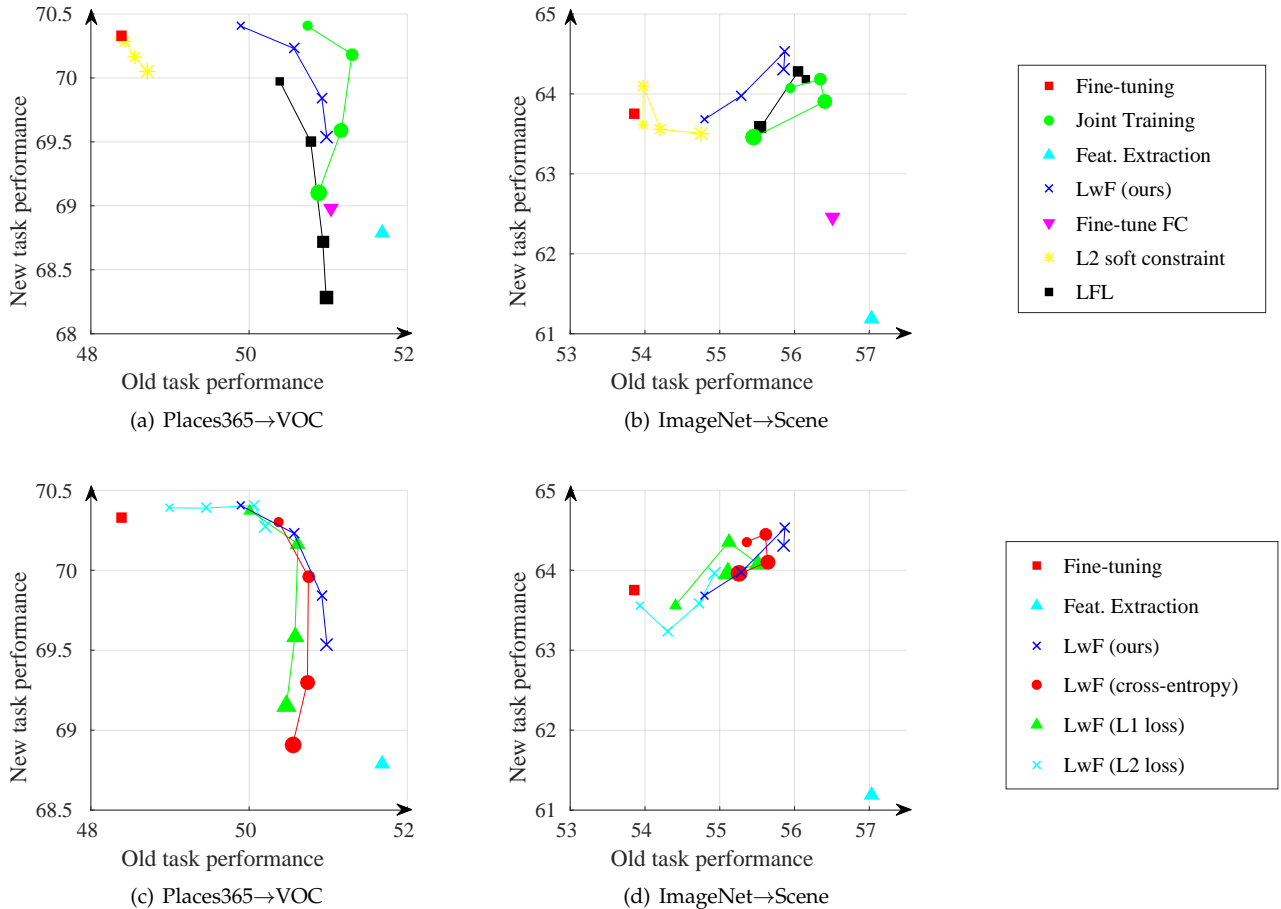 70.5
70
69.5
69
68.5
68
New task performance
48
50
52
Old task performance
(a) Places365→VOC
65
64
63
62
61
New task performance
53
54
55
56
57
Old task performance
(b) ImageNet→Scene
Fine-tuning
Joint Training
Feat. Extraction
LwF (ours)
Fine-tune FC
L2 soft constraint
LFL
70.5
70
69.5
69
68.5
New task performance
48
50
52
Old task performance
(c) Places365→VOC
65
64
63
62
61
New task performance
53
54
55
56
57
Old task performance
(d) ImageNet→Scene
Fine-tuning
Feat. Extraction
LwF (ours)
LwF (cross-entropy)
LwF (L1 loss)
LwF (L2 loss)